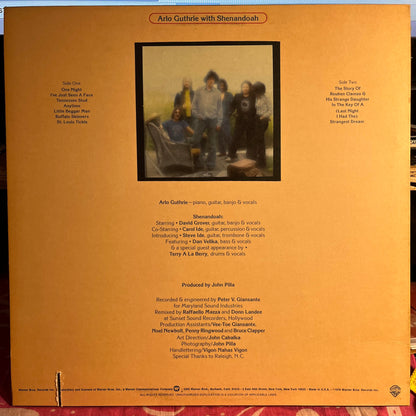 Arlo Guthrie with Shenandoah
Side One
One Night
I've Just Seen A Face
Tennessee Stud
Anytime
Little Beggar Man
Buffalo Skinners
St. Louis Tickle
Side Two
The Story Of
Reuben Clamzo &
His Strange Daughter
In The Key Of A
(Last Night
I Had The)
Strangest Dream
Arlo Guthrie—piano, guitar, banjo & vocals
Shenandoah:
Starring • David Grover, guitar, banjo & vocals
Co-Starring • Carol Ide, guitar, percussion & vocals
Introducing • Steve Ide, guitar, trombone & vocals
Featuring • Dan Velika, bass & vocals
& a special guest appearance by •
Terry A La Berry, drums & vocals
Produced by John Pilla
Recorded & engineered by Peter V. Giansante
for Maryland Sound Industries
Remixed by Raffaello Mazza and Donn Landee
at Sunset Sound Recorders, Hollywood
Production Assistants/Vee-Toe Giansante,
Noel Newbolt, Penny Ringwood and Bruce Clapper
Art Direction/John Cabalka
Photography/John Pilla
Handlettering/Vigon Nahas Vigon
Special Thanks to Raleigh, N.C.